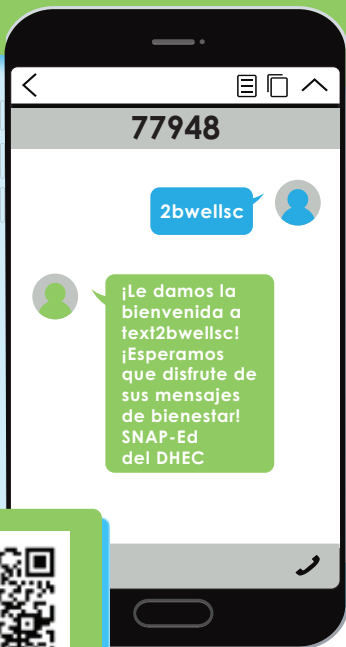 77948
2bwellsc
¡Le damos la
bienvenida a
text2bwellsc!
¡Esperamos
que disfrute de
sus mensajes
de bienestar!
SNAP-Ed
del DHEC